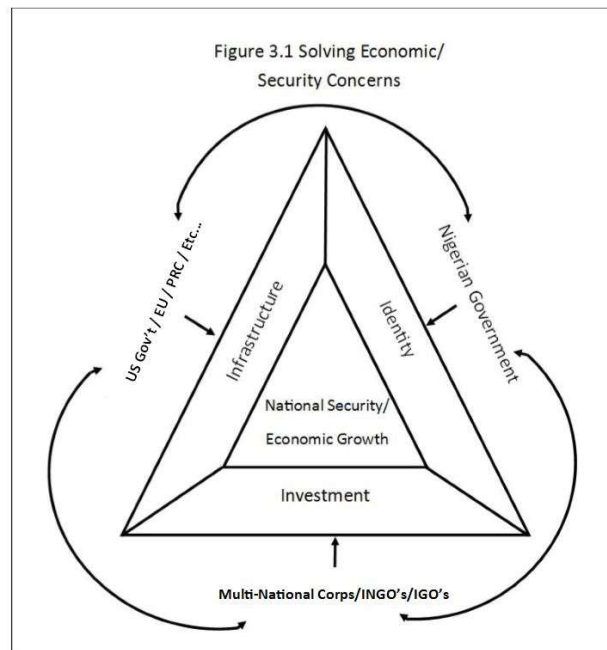 Figure 3.1 Solving Economic/
Security Concerns
US Gov't / EU / PRC / Etc...
Infrastructure
Identity
Nigerian Government
National Security/
Economic Growth
Investment
Multi-National Corps/INGO's/IGO's